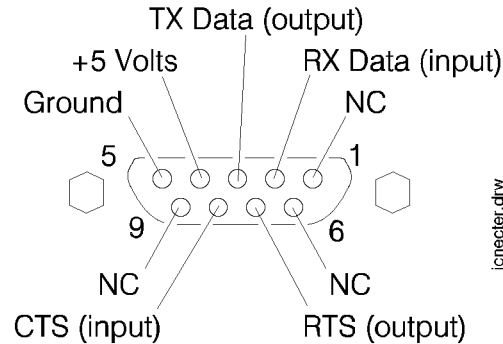 TX Data (output)
+5 Volts
RX Data (input)
Ground
NC
5
1
9
6
NC
NC
CTS (input)
RTS (output)
icnecter.drw